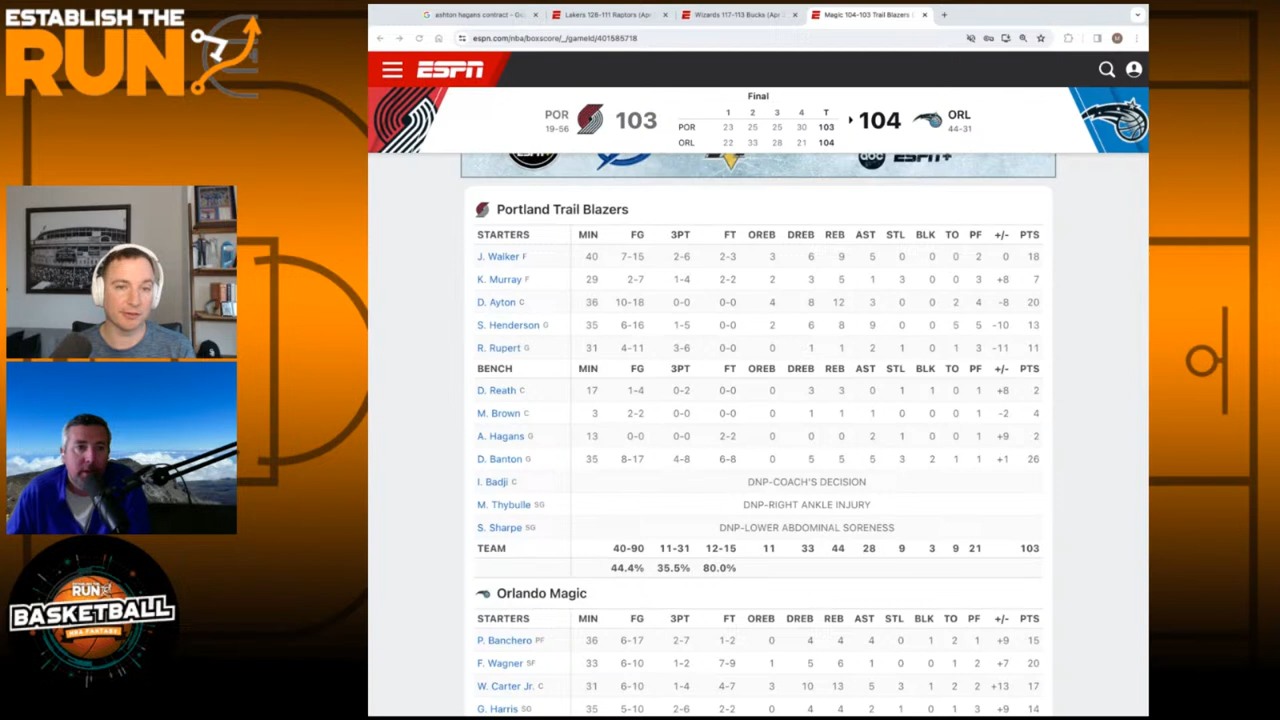 ESTABLISH THE
RUN
ashton hagans contract - Go
Lakers 128-111 Raptors (Apr
Wizards 117-113 Bucks (Apr
Magic 104-103 Trail Blazers
espn.com/nba/boxscore/_/gameId/401585718
ESPN
Final
POR 103 1 2 3 4 T 104 ORL
19-56 POR 23 25 25 30 103 44-31
ORL 22 33 28 21 104
abc ESPN+
Portland Trail Blazers
STARTERS MIN FG 3PT FT OREB DREB REB AST STL BLK TO PF +/- PTS
J. Walker F 40 7-15 2-6 2-3 3 6 9 5 0 0 0 2 0 18
K. Murray F 29 2-7 1-4 2-2 2 3 5 1 3 0 0 3 +8 7
D. Ayton C 36 10-18 0-0 0-0 4 8 12 3 0 0 2 4 -8 20
S. Henderson G 35 6-16 1-5 0-0 2 6 8 9 0 0 5 5 -10 13
R. Rupert G 31 4-11 3-6 0-0 0 1 1 2 1 0 1 3 -11 11
BENCH MIN FG 3PT FT OREB DREB REB AST STL BLK TO PF +/- PTS
D. Reath C 17 1-4 0-2 0-0 0 3 3 0 1 1 0 1 +8 2
M. Brown C 3 2-2 0-0 0-0 0 1 1 1 0 0 0 1 -2 4
A. Hagans G 13 0-0 0-0 2-2 0 0 0 2 1 0 0 1 +9 2
D. Banton G 35 8-17 4-8 6-8 0 5 5 5 3 2 1 1 +1 26
I. Badji C DNP-COACH'S DECISION
M. Thybulle SG DNP-RIGHT ANKLE INJURY
S. Sharpe SG DNP-LOWER ABDOMINAL SORENESS
TEAM 40-90 11-31 12-15 11 33 44 28 9 3 9 21 103
44.4% 35.5% 80.0%
Orlando Magic
STARTERS MIN FG 3PT FT OREB DREB REB AST STL BLK TO PF +/- PTS
P. Banchero PF 36 6-17 2-7 1-2 0 4 4 4 0 1 2 1 +9 15
F. Wagner SF 33 6-10 1-2 7-9 1 5 6 1 0 0 1 2 +7 20
W. Carter Jr. C 31 6-10 1-4 4-7 3 10 13 5 3 1 2 2 +13 17
G. Harris SG 35 5-10 2-6 2-2 0 4 4 2 1 0 1 3 +9 14
ESTABLISH THE
RUN
BASKETBALL
NBA FANTASY